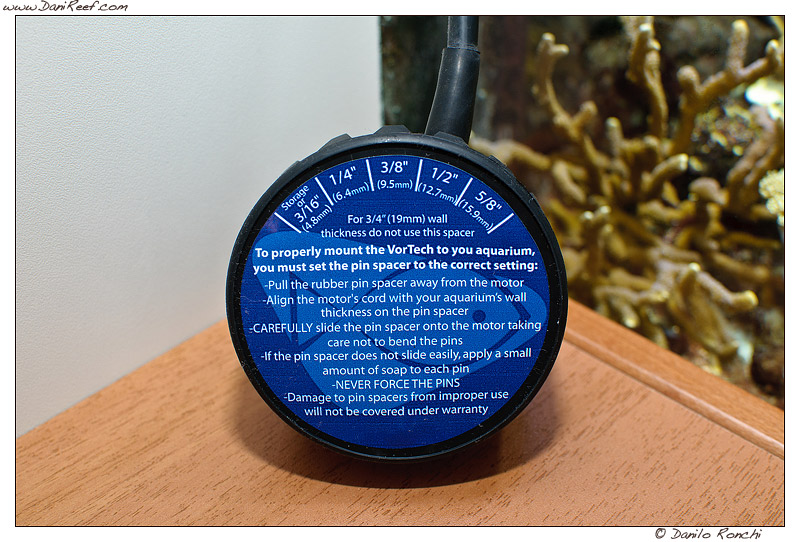 www.DaniReef.com
Storage
or
3/16"
(4.8mm)
1/4"
(6.4mm)
3/8"
(9.5mm)
1/2"
(12.7mm)
5/8"
(15.9mm)
For 3/4" (19mm) wall
thickness do not use this spacer
To properly mount the VorTech to you aquarium,
you must set the pin spacer to the correct setting:
-Pull the rubber pin spacer away from the motor
-Align the motor's cord with your aquarium's wall
thickness on the pin spacer
-CAREFULLY slide the pin spacer onto the motor taking
care not to bend the pins
-If the pin spacer does not slide easily, apply a small
amount of soap to each pin
-NEVER FORCE THE PINS
-Damage to pin spacers from improper use
will not be covered under warranty
© Danilo Ronchi